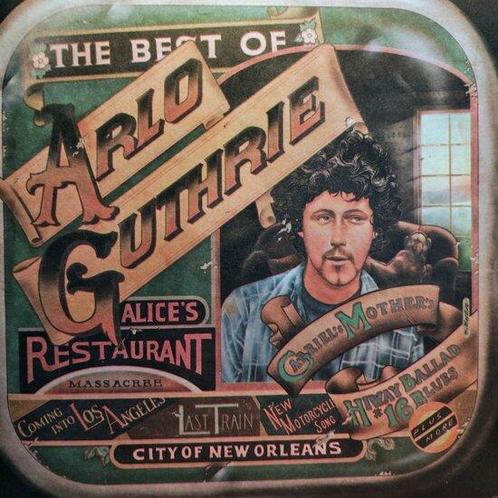 THE BEST OF
ARLO
GUTHRIE
ALICE'S
RESTAURANT
MASSACREE
GABRIEL'S MOTHER'S
HIWAY BALLAD
#16 BLUES
COMING INTO LOS ANGELES
LAST TRAIN
NEW
MOTORCYCLE
SONG
PLUS
MORE
CITY OF NEW ORLEANS